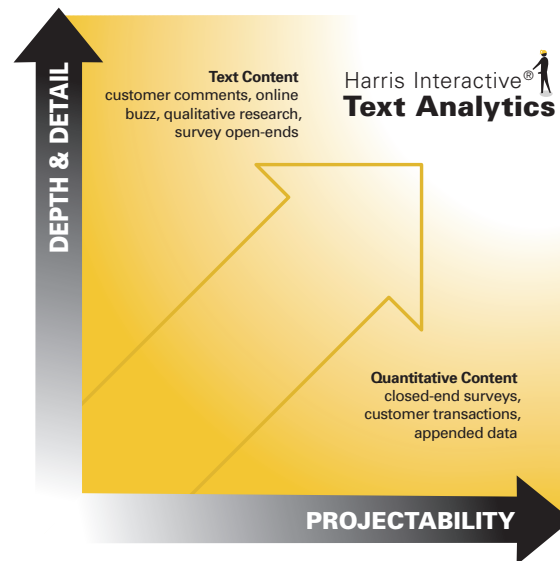 DEPTH & DETAIL
Text Content
customer comments, online
buzz, qualitative research,
survey open-ends
Harris Interactive®
Text Analytics
Quantitative Content
closed-end surveys,
customer transactions,
appended data
PROJECTABILITY